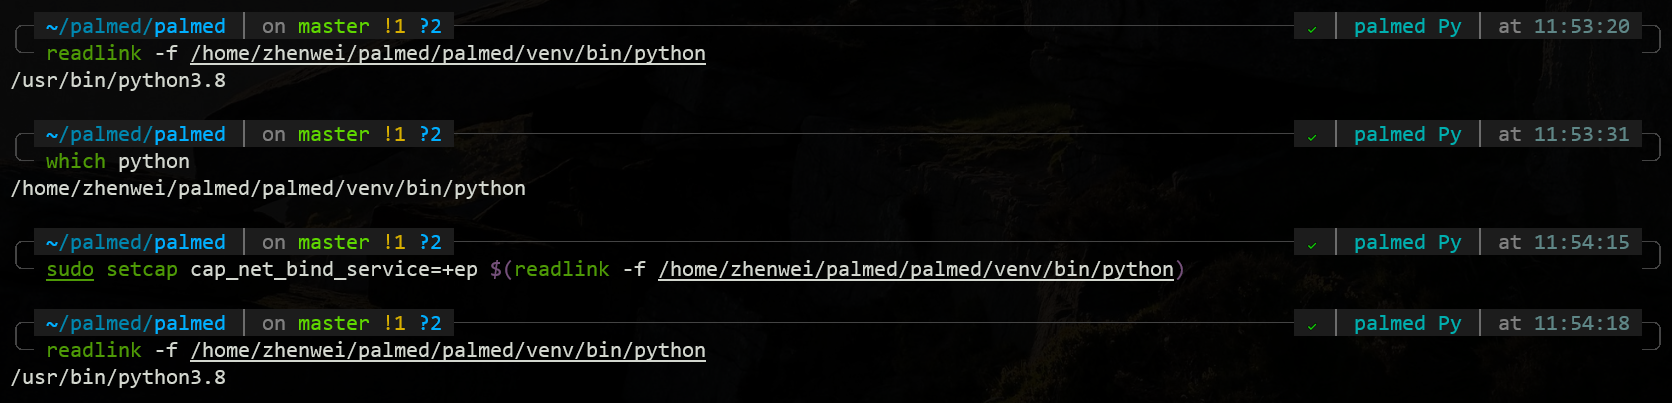 ~/palmed/palmed | on master !1 ?2 ✓ | palmed Py | at 11:53:20
readlink -f /home/zhenwei/palmed/palmed/venv/bin/python
/usr/bin/python3.8
~/palmed/palmed | on master !1 ?2 ✓ | palmed Py | at 11:53:31
which python
/home/zhenwei/palmed/palmed/venv/bin/python
~/palmed/palmed | on master !1 ?2 ✓ | palmed Py | at 11:54:15
sudo setcap cap_net_bind_service=+ep $(readlink -f /home/zhenwei/palmed/palmed/venv/bin/python)
~/palmed/palmed | on master !1 ?2 ✓ | palmed Py | at 11:54:18
readlink -f /home/zhenwei/palmed/palmed/venv/bin/python
/usr/bin/python3.8